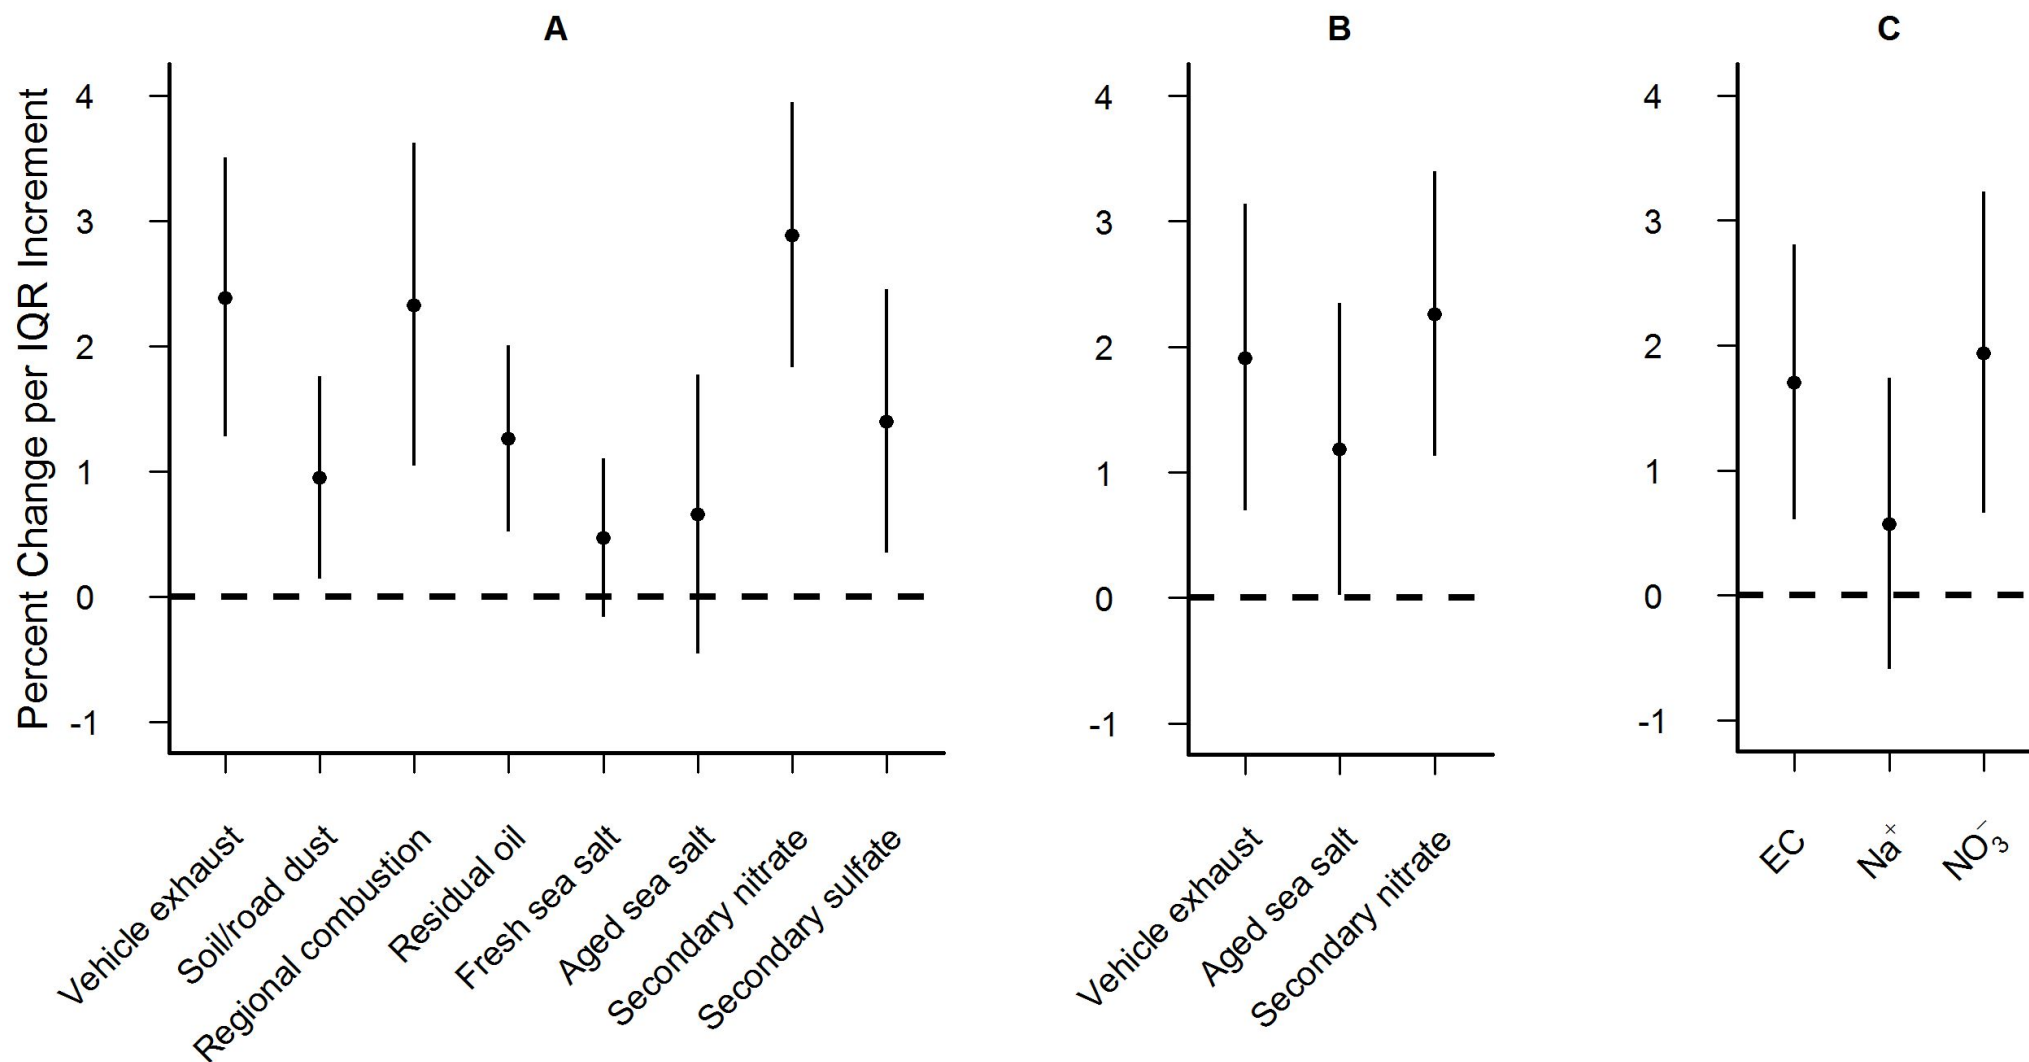 A
B
C
Percent Change per IQR Increment
4
3
2
1
0
-1
Vehicle exhaust
Soil/road dust
Regional combustion
Residual oil
Fresh sea salt
Aged sea salt
Secondary nitrate
Secondary sulfate
4
3
2
1
0
-1
Vehicle exhaust
Aged sea salt
Secondary nitrate
4
3
2
1
0
-1
EC
Na×
NO₃⁻